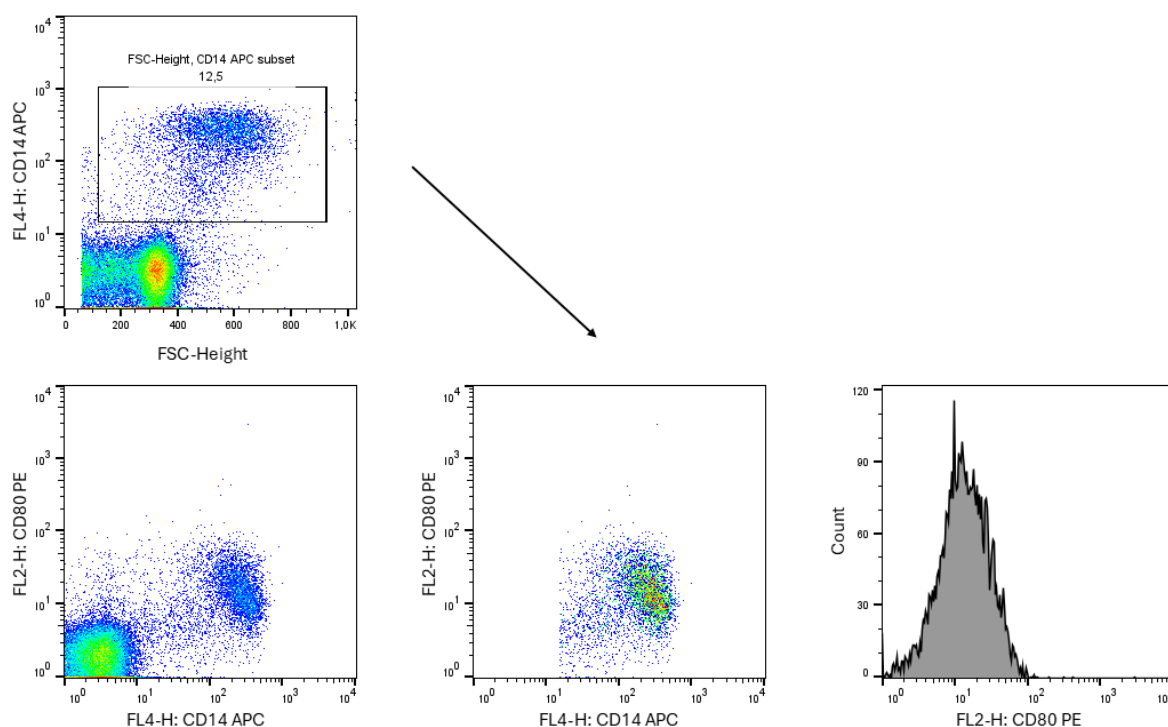 FSC-Height, CD14 APC subset
12,5
FL4-H: CD14 APC
10^4
10^3
10^2
10^1
10^0
0 200 400 600 800 1,0K
FSC-Height
FL2-H: CD80 PE
10^4
10^3
10^2
10^1
10^0
10^0 10^1 10^2 10^3 10^4
FL4-H: CD14 APC
FL2-H: CD80 PE
10^4
10^3
10^2
10^1
10^0
10^0 10^1 10^2 10^3 10^4
FL4-H: CD14 APC
Count
120
90
60
30
0
10^0 10^1 10^2 10^3 10^4
FL2-H: CD80 PE